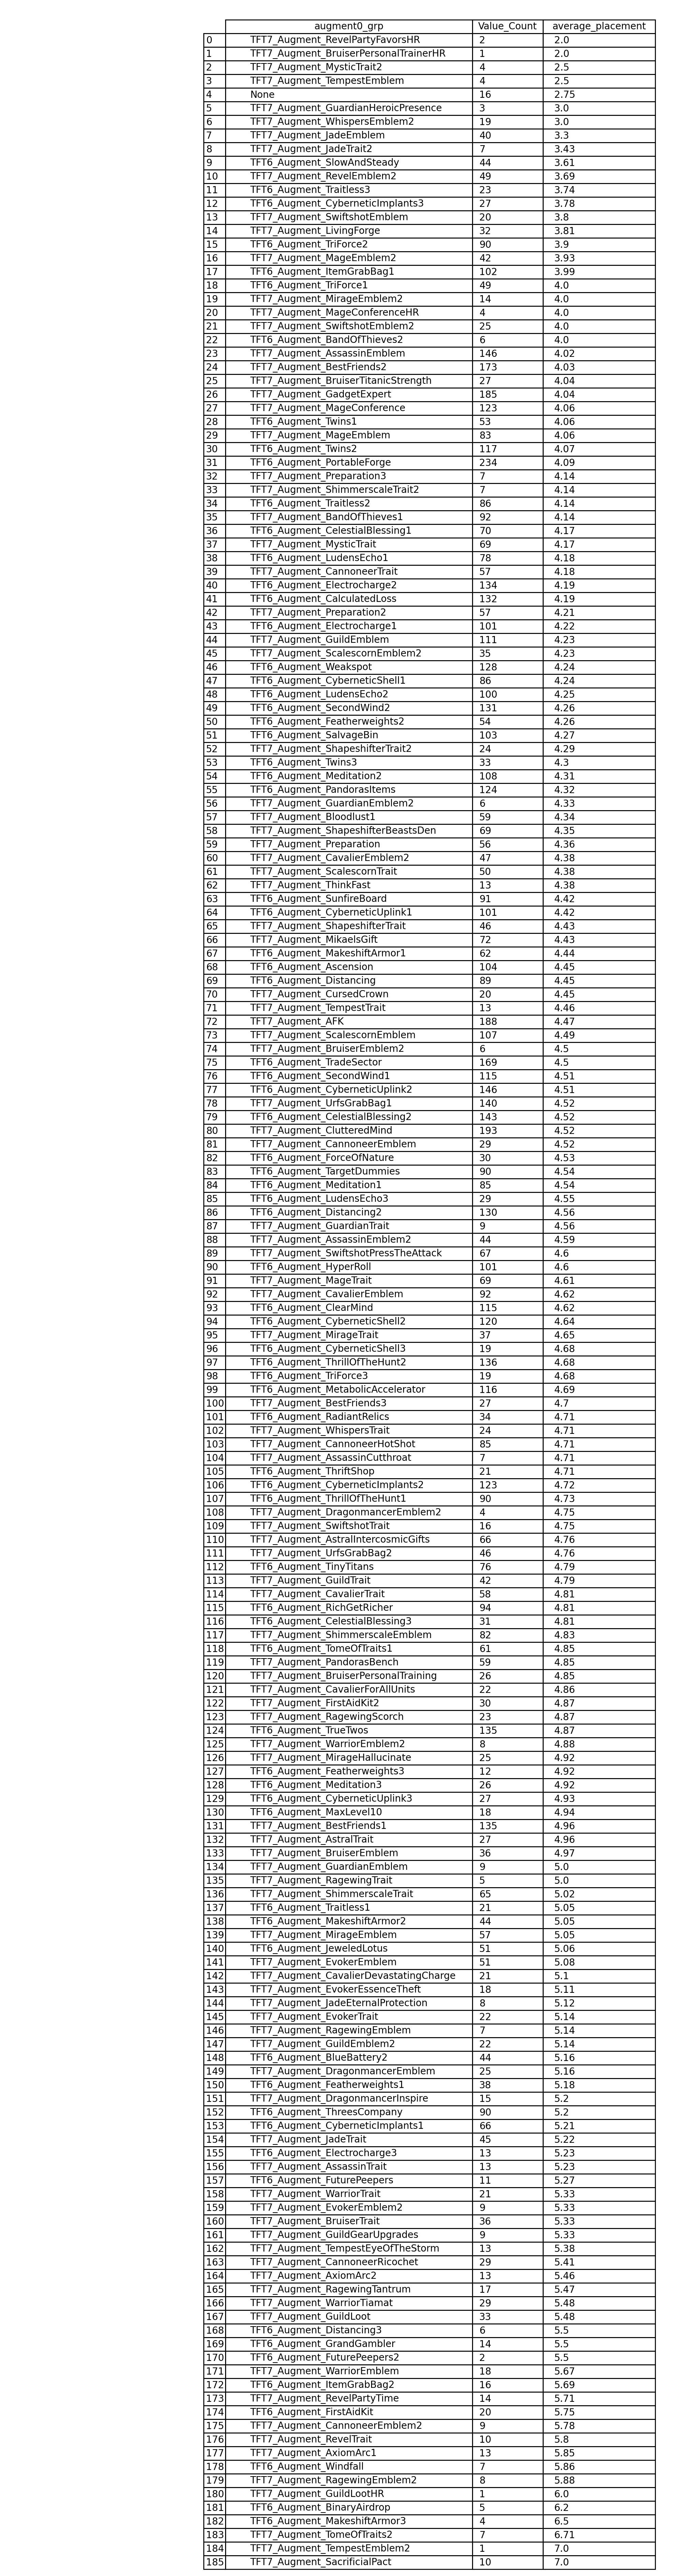 augment0_grp Value_Count average_placement
0 TFT7_Augment_RevelPartyFavorsHR 2 2.0
1 TFT7_Augment_BruiserPersonalTrainerHR 1 2.0
2 TFT7_Augment_MysticTrait2 4 2.5
3 TFT7_Augment_TempestEmblem 4 2.5
4 None 16 2.75
5 TFT7_Augment_GuardianHeroicPresence 3 3.0
6 TFT7_Augment_WhispersEmblem2 19 3.0
7 TFT7_Augment_JadeEmblem 40 3.3
8 TFT7_Augment_JadeTrait2 7 3.43
9 TFT6_Augment_SlowAndSteady 44 3.61
10 TFT7_Augment_RevelEmblem2 49 3.69
11 TFT6_Augment_Traitless3 23 3.74
12 TFT6_Augment_CyberneticImplants3 27 3.78
13 TFT7_Augment_SwiftshotEmblem 20 3.8
14 TFT7_Augment_LivingForge 32 3.81
15 TFT6_Augment_TriForce2 90 3.9
16 TFT7_Augment_MageEmblem2 42 3.93
17 TFT6_Augment_ItemGrabBag1 102 3.99
18 TFT6_Augment_TriForce1 49 4.0
19 TFT7_Augment_MirageEmblem2 14 4.0
20 TFT7_Augment_MageConferenceHR 4 4.0
21 TFT7_Augment_SwiftshotEmblem2 25 4.0
22 TFT6_Augment_BandOfThieves2 6 4.0
23 TFT7_Augment_AssassinEmblem 146 4.02
24 TFT7_Augment_BestFriends2 173 4.03
25 TFT7_Augment_BruiserTitanicStrength 27 4.04
26 TFT7_Augment_GadgetExpert 185 4.04
27 TFT7_Augment_MageConference 123 4.06
28 TFT6_Augment_Twins1 53 4.06
29 TFT7_Augment_MageEmblem 83 4.06
30 TFT6_Augment_Twins2 117 4.07
31 TFT6_Augment_PortableForge 234 4.09
32 TFT7_Augment_Preparation3 7 4.14
33 TFT7_Augment_ShimmerscaleTrait2 7 4.14
34 TFT6_Augment_Traitless2 86 4.14
35 TFT7_Augment_BandOfThieves1 92 4.14
36 TFT6_Augment_CelestialBlessing1 70 4.17
37 TFT7_Augment_MysticTrait 69 4.17
38 TFT6_Augment_LudensEcho1 78 4.18
39 TFT7_Augment_CannoneerTrait 57 4.18
40 TFT6_Augment_Electrocharge2 134 4.19
41 TFT6_Augment_CalculatedLoss 132 4.19
42 TFT7_Augment_Preparation2 57 4.21
43 TFT6_Augment_Electrocharge1 101 4.22
44 TFT7_Augment_GuildEmblem 111 4.23
45 TFT7_Augment_ScalescornEmblem2 35 4.23
46 TFT6_Augment_Weakspot 128 4.24
47 TFT6_Augment_CyberneticShell1 86 4.24
48 TFT6_Augment_LudensEcho2 100 4.25
49 TFT6_Augment_SecondWind2 131 4.26
50 TFT6_Augment_Featherweights2 54 4.26
51 TFT6_Augment_SalvageBin 103 4.27
52 TFT7_Augment_ShapeshifterTrait2 24 4.29
53 TFT6_Augment_Twins3 33 4.3
54 TFT6_Augment_Meditation2 108 4.31
55 TFT6_Augment_PandorasItems 124 4.32
56 TFT7_Augment_GuardianEmblem2 6 4.33
57 TFT7_Augment_Bloodlust1 59 4.34
58 TFT7_Augment_ShapeshifterBeastsDen 69 4.35
59 TFT7_Augment_Preparation 56 4.36
60 TFT7_Augment_CavalierEmblem2 47 4.38
61 TFT7_Augment_ScalescornTrait 50 4.38
62 TFT7_Augment_ThinkFast 13 4.38
63 TFT6_Augment_SunfireBoard 91 4.42
64 TFT6_Augment_CyberneticUplink1 101 4.42
65 TFT7_Augment_ShapeshifterTrait 46 4.43
66 TFT7_Augment_MikaelsGift 72 4.43
67 TFT6_Augment_MakeshiftArmor1 62 4.44
68 TFT6_Augment_Ascension 104 4.45
69 TFT6_Augment_Distancing 89 4.45
70 TFT7_Augment_CursedCrown 20 4.45
71 TFT7_Augment_TempestTrait 13 4.46
72 TFT7_Augment_AFK 188 4.47
73 TFT7_Augment_ScalescornEmblem 107 4.49
74 TFT7_Augment_BruiserEmblem2 6 4.5
75 TFT6_Augment_TradeSector 169 4.5
76 TFT6_Augment_SecondWind1 115 4.51
77 TFT6_Augment_CyberneticUplink2 146 4.51
78 TFT7_Augment_UrfsGrabBag1 140 4.52
79 TFT6_Augment_CelestialBlessing2 143 4.52
80 TFT7_Augment_ClutteredMind 193 4.52
81 TFT7_Augment_CannoneerEmblem 29 4.52
82 TFT6_Augment_ForceOfNature 30 4.53
83 TFT6_Augment_TargetDummies 90 4.54
84 TFT6_Augment_Meditation1 85 4.54
85 TFT6_Augment_LudensEcho3 29 4.55
86 TFT6_Augment_Distancing2 130 4.56
87 TFT7_Augment_GuardianTrait 9 4.56
88 TFT7_Augment_AssassinEmblem2 44 4.59
89 TFT7_Augment_SwiftshotPressTheAttack 67 4.6
90 TFT6_Augment_HyperRoll 101 4.6
91 TFT7_Augment_MageTrait 69 4.61
92 TFT7_Augment_CavalierEmblem 92 4.62
93 TFT6_Augment_ClearMind 115 4.62
94 TFT6_Augment_CyberneticShell2 120 4.64
95 TFT7_Augment_MirageTrait 37 4.65
96 TFT6_Augment_CyberneticShell3 19 4.68
97 TFT6_Augment_ThrillOfTheHunt2 136 4.68
98 TFT6_Augment_TriForce3 19 4.68
99 TFT6_Augment_MetabolicAccelerator 116 4.69
100 TFT7_Augment_BestFriends3 27 4.7
101 TFT6_Augment_RadiantRelics 34 4.71
102 TFT7_Augment_WhispersTrait 24 4.71
103 TFT7_Augment_CannoneerHotShot 85 4.71
104 TFT7_Augment_AssassinCutthroat 7 4.71
105 TFT6_Augment_ThriftShop 21 4.71
106 TFT6_Augment_CyberneticImplants2 123 4.72
107 TFT6_Augment_ThrillOfTheHunt1 90 4.73
108 TFT7_Augment_DragonmancerEmblem2 4 4.75
109 TFT7_Augment_SwiftshotTrait 16 4.75
110 TFT7_Augment_AstralIntercosmicGifts 66 4.76
111 TFT7_Augment_UrfsGrabBag2 46 4.76
112 TFT6_Augment_TinyTitans 76 4.79
113 TFT7_Augment_GuildTrait 42 4.79
114 TFT7_Augment_CavalierTrait 58 4.81
115 TFT6_Augment_RichGetRicher 94 4.81
116 TFT6_Augment_CelestialBlessing3 31 4.81
117 TFT7_Augment_ShimmerscaleEmblem 82 4.83
118 TFT6_Augment_TomeOfTraits1 61 4.85
119 TFT7_Augment_PandorasBench 59 4.85
120 TFT7_Augment_BruiserPersonalTraining 26 4.85
121 TFT7_Augment_CavalierForAllUnits 22 4.86
122 TFT7_Augment_FirstAidKit2 30 4.87
123 TFT7_Augment_RagewingScorch 23 4.87
124 TFT6_Augment_TrueTwos 135 4.87
125 TFT7_Augment_WarriorEmblem2 8 4.88
126 TFT7_Augment_MirageHallucinate 25 4.92
127 TFT6_Augment_Featherweights3 12 4.92
128 TFT6_Augment_Meditation3 26 4.92
129 TFT6_Augment_CyberneticUplink3 27 4.93
130 TFT6_Augment_MaxLevel10 18 4.94
131 TFT7_Augment_BestFriends1 135 4.96
132 TFT7_Augment_AstralTrait 27 4.96
133 TFT7_Augment_BruiserEmblem 36 4.97
134 TFT7_Augment_GuardianEmblem 9 5.0
135 TFT7_Augment_RagewingTrait 5 5.0
136 TFT7_Augment_ShimmerscaleTrait 65 5.02
137 TFT6_Augment_Traitless1 21 5.05
138 TFT6_Augment_MakeshiftArmor2 44 5.05
139 TFT7_Augment_MirageEmblem 57 5.05
140 TFT6_Augment_JeweledLotus 51 5.06
141 TFT7_Augment_EvokerEmblem 51 5.08
142 TFT7_Augment_CavalierDevastatingCharge 21 5.1
143 TFT7_Augment_EvokerEssenceTheft 18 5.11
144 TFT7_Augment_JadeEternalProtection 8 5.12
145 TFT7_Augment_EvokerTrait 22 5.14
146 TFT7_Augment_RagewingEmblem 7 5.14
147 TFT7_Augment_GuildEmblem2 22 5.14
148 TFT6_Augment_BlueBattery2 44 5.16
149 TFT7_Augment_DragonmancerEmblem 25 5.16
150 TFT6_Augment_Featherweights1 38 5.18
151 TFT7_Augment_DragonmancerInspire 15 5.2
152 TFT6_Augment_ThreesCompany 90 5.2
153 TFT6_Augment_CyberneticImplants1 66 5.21
154 TFT7_Augment_JadeTrait 45 5.22
155 TFT6_Augment_Electrocharge3 13 5.23
156 TFT7_Augment_AssassinTrait 13 5.23
157 TFT6_Augment_FuturePeepers 11 5.27
158 TFT7_Augment_WarriorTrait 21 5.33
159 TFT7_Augment_EvokerEmblem2 9 5.33
160 TFT7_Augment_BruiserTrait 36 5.33
161 TFT7_Augment_GuildGearUpgrades 9 5.33
162 TFT7_Augment_TempestEyeOfTheStorm 13 5.38
163 TFT7_Augment_CannoneerRicochet 29 5.41
164 TFT7_Augment_AxiomArc2 13 5.46
165 TFT7_Augment_RagewingTantrum 17 5.47
166 TFT7_Augment_WarriorTiamat 29 5.48
167 TFT7_Augment_GuildLoot 33 5.48
168 TFT6_Augment_Distancing3 6 5.5
169 TFT6_Augment_GrandGambler 14 5.5
170 TFT6_Augment_FuturePeepers2 2 5.5
171 TFT7_Augment_WarriorEmblem 18 5.67
172 TFT6_Augment_ItemGrabBag2 16 5.69
173 TFT7_Augment_RevelPartyTime 14 5.71
174 TFT6_Augment_FirstAidKit 20 5.75
175 TFT7_Augment_CannoneerEmblem2 9 5.78
176 TFT7_Augment_RevelTrait 10 5.8
177 TFT7_Augment_AxiomArc1 13 5.85
178 TFT6_Augment_Windfall 7 5.86
179 TFT7_Augment_RagewingEmblem2 8 5.88
180 TFT7_Augment_GuildLootHR 1 6.0
181 TFT6_Augment_BinaryAirdrop 5 6.2
182 TFT6_Augment_MakeshiftArmor3 4 6.5
183 TFT7_Augment_TomeOfTraits2 7 6.71
184 TFT7_Augment_TempestEmblem2 1 7.0
185 TFT7_Augment_SacrificialPact 10 7.0